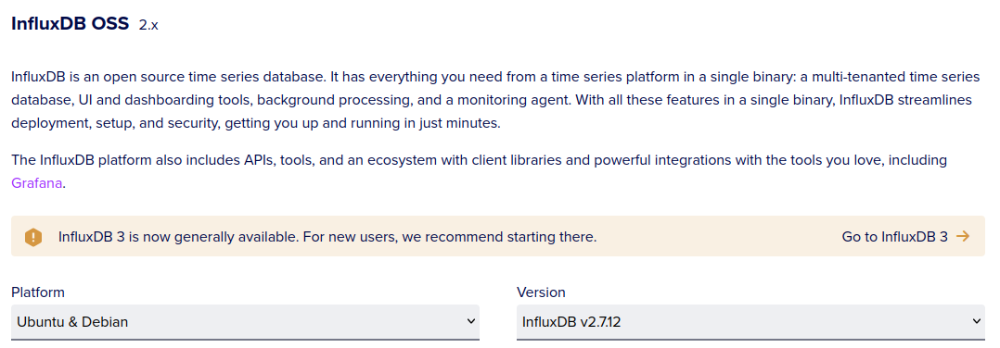 InfluxDB OSS 2.x
InfluxDB is an open source time series database. It has everything you need from a time series platform in a single binary: a multi-tenanted time series
database, UI and dashboarding tools, background processing, and a monitoring agent. With all these features in a single binary, InfluxDB streamlines
deployment, setup, and security, getting you up and running in just minutes.
The InfluxDB platform also includes APIs, tools, and an ecosystem with client libraries and powerful integrations with the tools you love, including
Grafana.
InfluxDB 3 is now generally available. For new users, we recommend starting there. Go to InfluxDB 3 →
Platform Version
Ubuntu & Debian InfluxDB v2.7.12